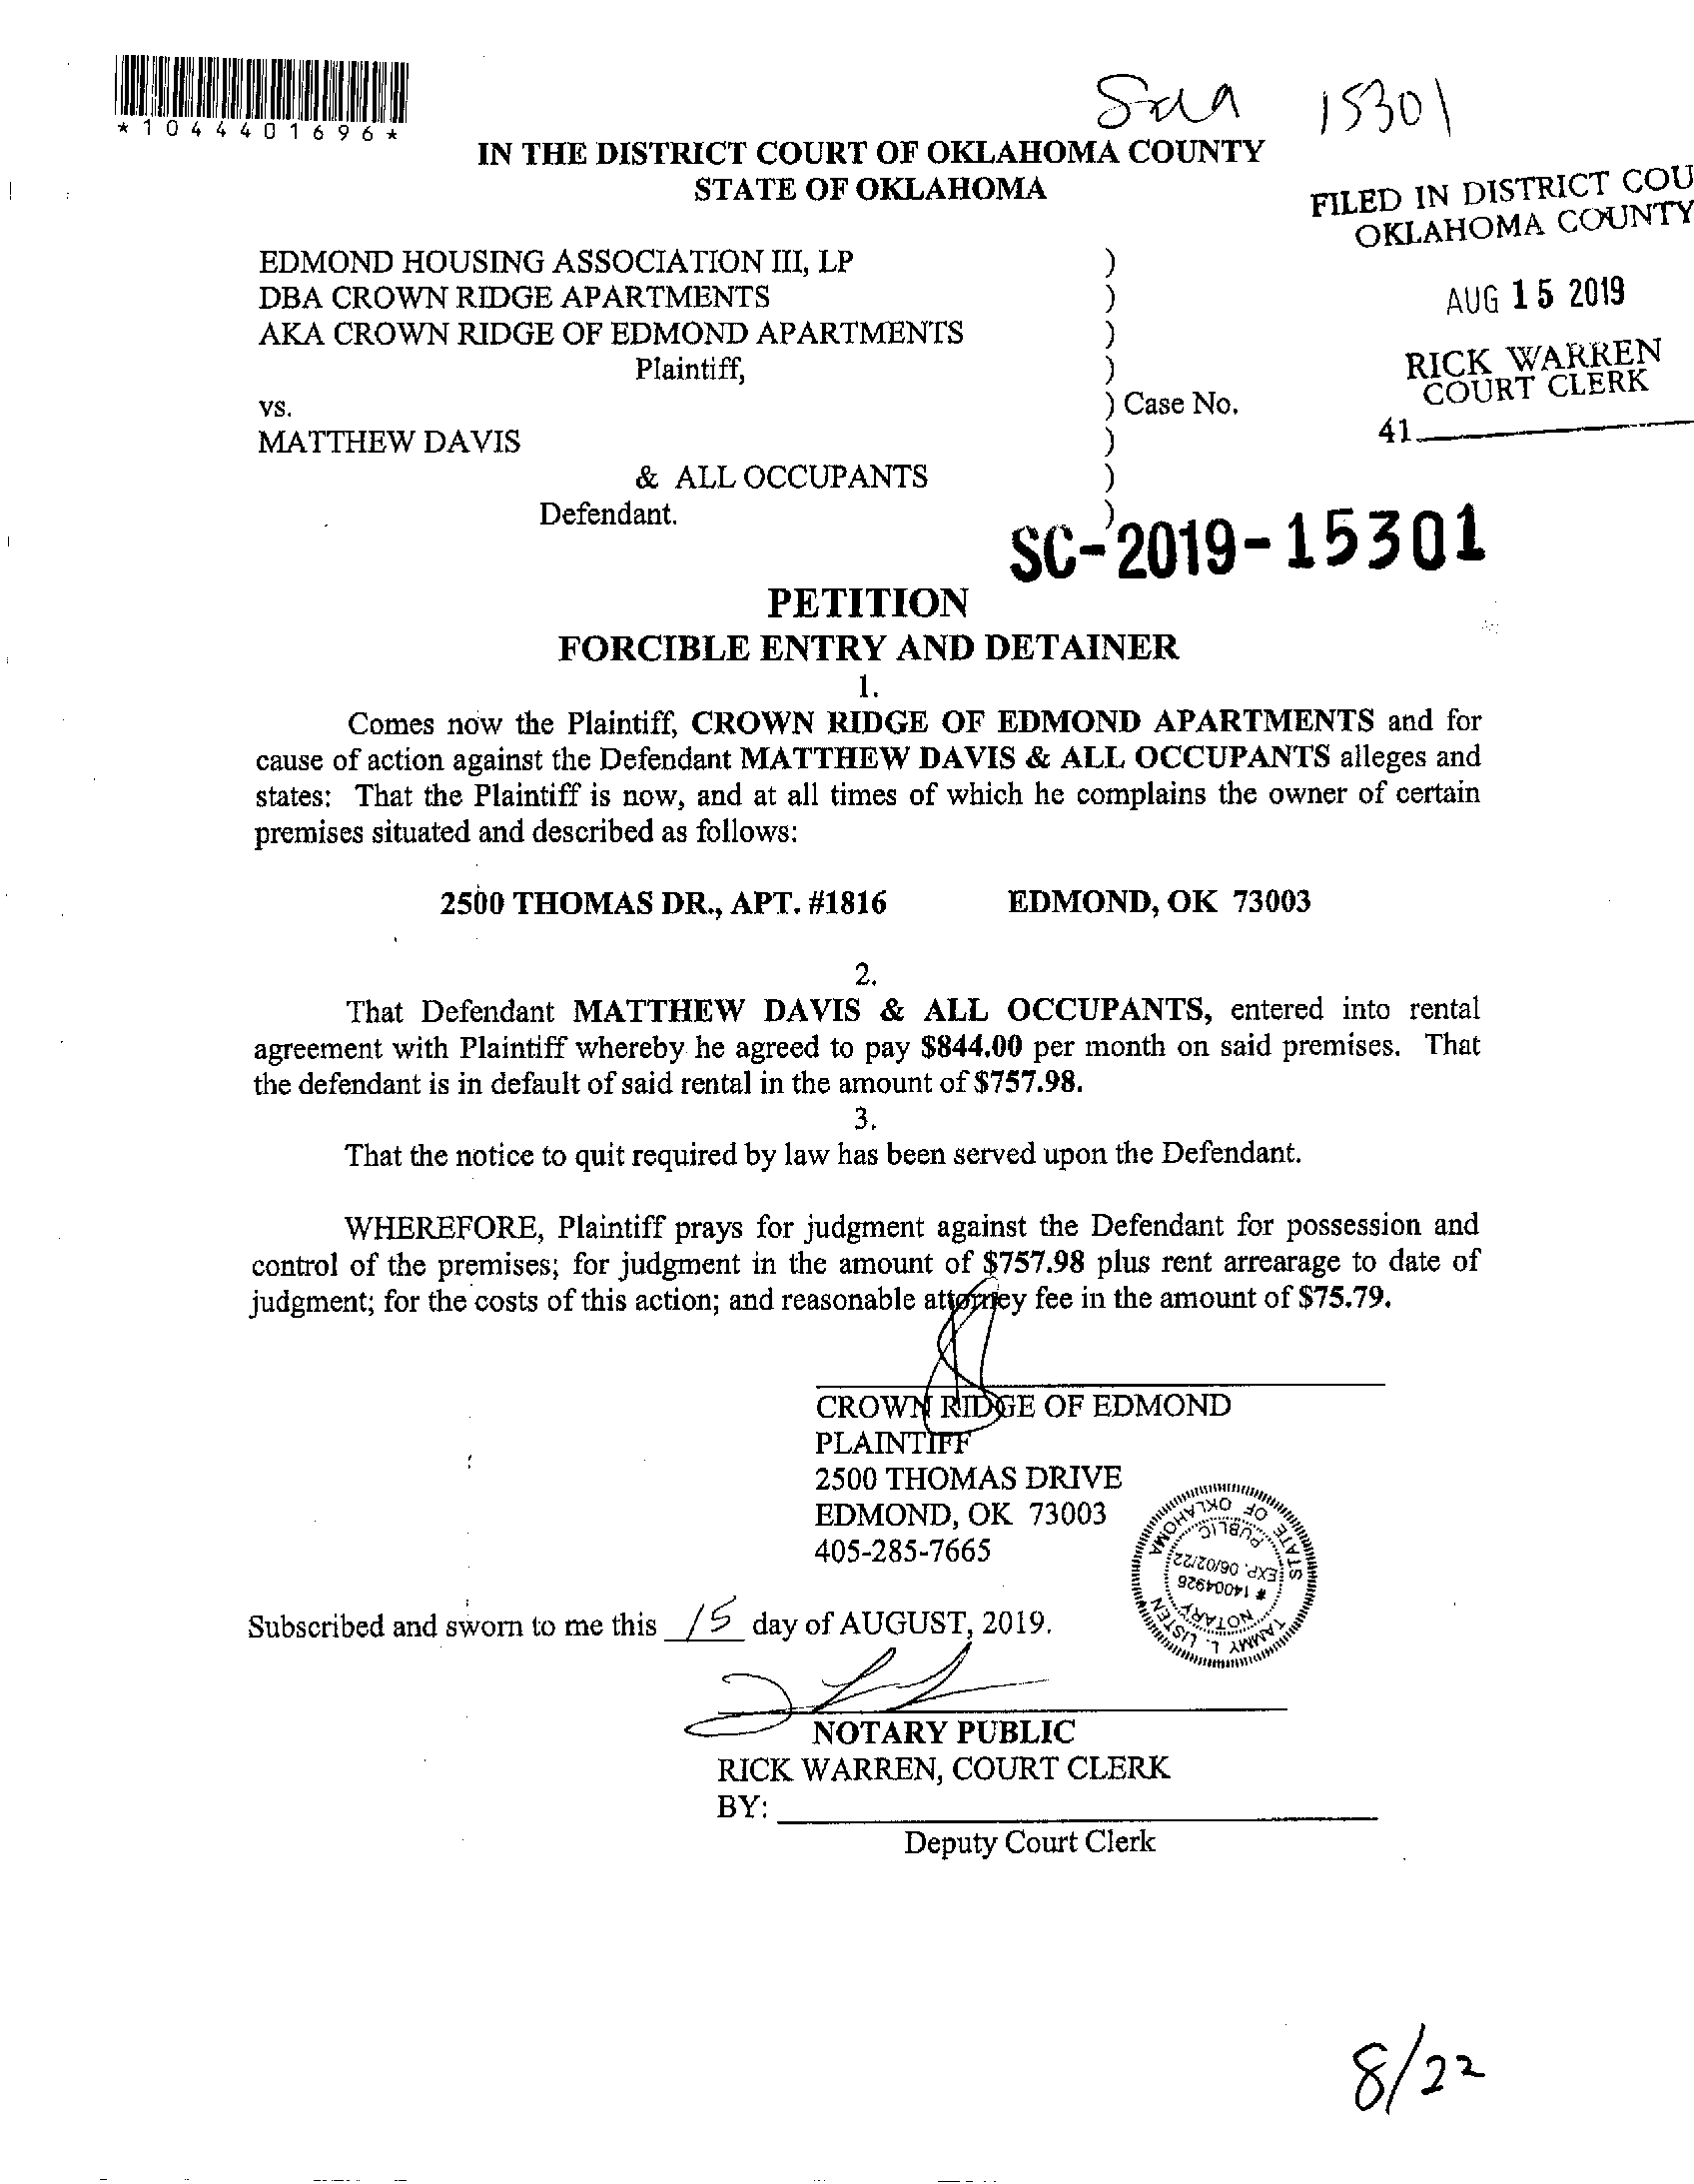 *1044401696*
15301
IN THE DISTRICT COURT OF OKLAHOMA COUNTY
STATE OF OKLAHOMA
FILED IN DISTRICT COU
OKLAHOMA COUNTY
AUG 15 2019
RICK WARREN
COURT CLERK
41
EDMOND HOUSING ASSOCIATION III, LP )
DBA CROWN RIDGE APARTMENTS )
AKA CROWN RIDGE OF EDMOND APARTMENTS )
Plaintiff, )
vs. ) Case No.
MATTHEW DAVIS )
& ALL OCCUPANTS )
Defendant. )
SC-2019-15301
PETITION
FORCIBLE ENTRY AND DETAINER
1.
Comes now the Plaintiff, CROWN RIDGE OF EDMOND APARTMENTS and for
cause of action against the Defendant MATTHEW DAVIS & ALL OCCUPANTS alleges and
states: That the Plaintiff is now, and at all times of which he complains the owner of certain
premises situated and described as follows:
2500 THOMAS DR., APT. #1816 EDMOND, OK 73003
2.
That Defendant MATTHEW DAVIS & ALL OCCUPANTS, entered into rental
agreement with Plaintiff whereby he agreed to pay $844.00 per month on said premises. That
the defendant is in default of said rental in the amount of $757.98.
3.
That the notice to quit required by law has been served upon the Defendant.
WHEREFORE, Plaintiff prays for judgment against the Defendant for possession and
control of the premises; for judgment in the amount of $757.98 plus rent arrearage to date of
judgment; for the costs of this action; and reasonable attorney fee in the amount of $75.79.
CROWN RIDGE OF EDMOND
PLAINTIFF
2500 THOMAS DRIVE
EDMOND, OK 73003
405-285-7665
TAMMY L. LISTEN
NOTARY
# 14004926
EXP. 06/02/22
PUBLIC
STATE OF OKLAHOMA
Subscribed and sworn to me this 15 day of AUGUST, 2019.
NOTARY PUBLIC
RICK WARREN, COURT CLERK
BY:
Deputy Court Clerk
8/22